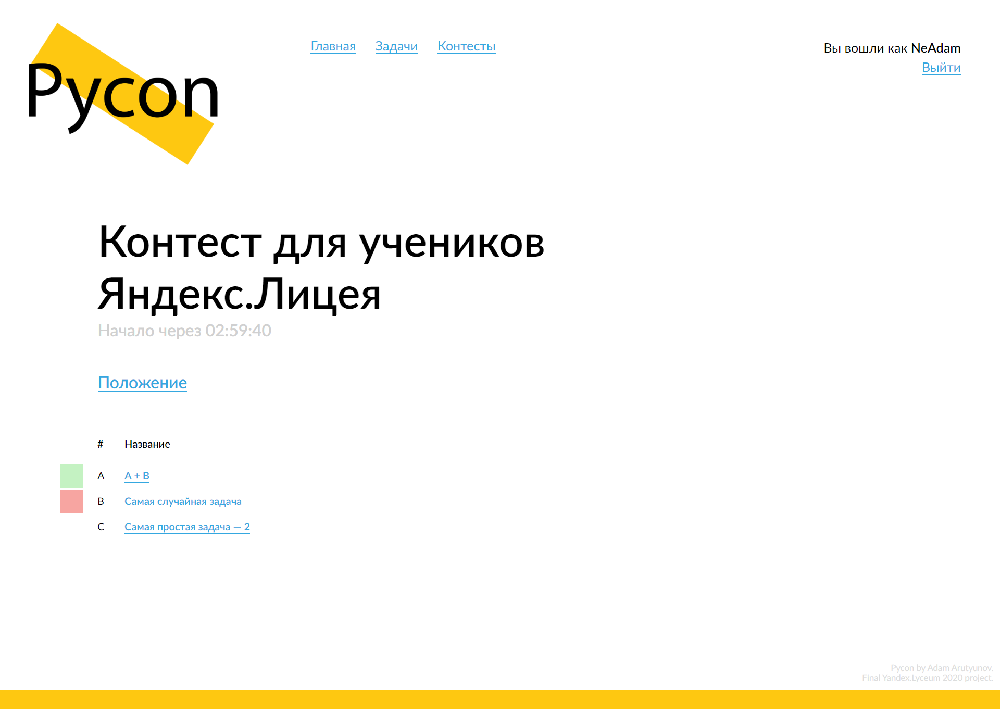 Pycon
Главная Задачи Контесты
Вы вошли как NeAdam
Выйти
Контест для учеников
Яндекс.Лицея
Начало через 02:59:40
Положение
# Название
A A + B
B Самая случайная задача
C Самая простая задача — 2
Pycon by Adam Arutyunov.
Final Yandex.Lyceum 2020 project.